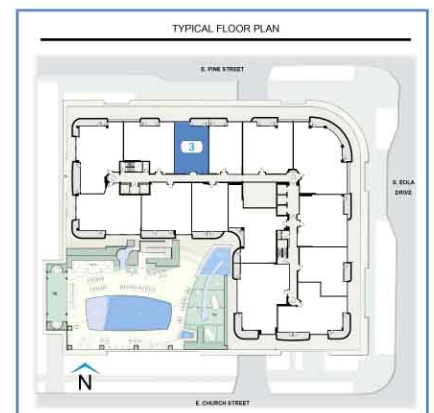 TYPICAL FLOOR PLAN
E. PINE STREET
3
S. EOLA
DRIVE
N
E. CHURCH STREET